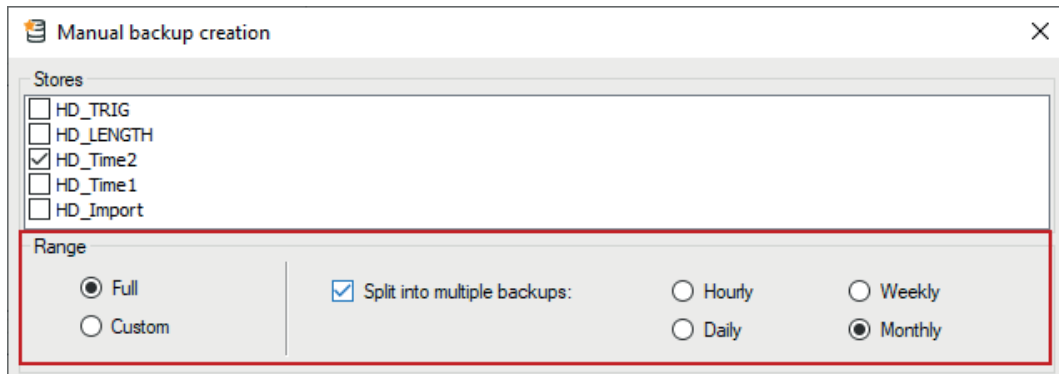 Manual backup creation
Stores
HD_TRIG
HD_LENGTH
HD_Time2
HD_Time1
HD_Import
Range
Full Split into multiple backups: Hourly Weekly
Custom Daily Monthly